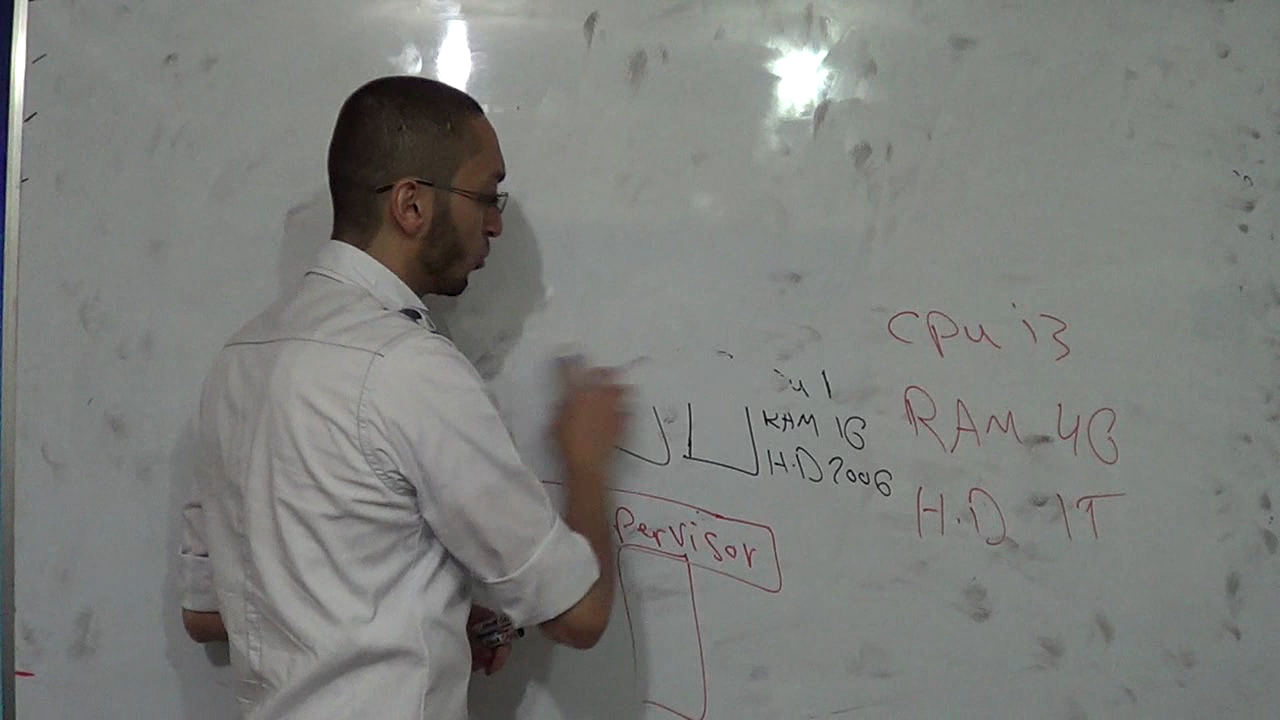 CPU i3
RAM 4G
H.D 1T
RAM 1G
H.D 200G
Pervisor